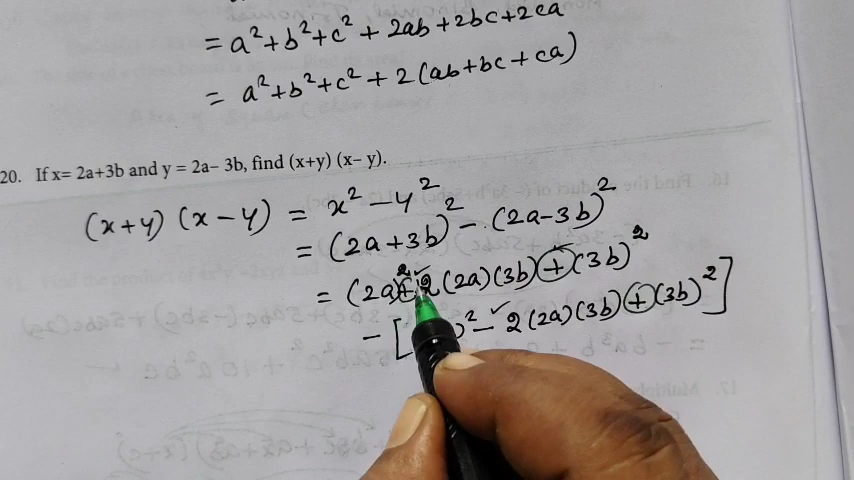 = a² + b² + c² + 2ab + 2bc + 2ca
= a² + b² + c² + 2 (ab + bc + ca)
20. If x= 2a+3b and y = 2a– 3b, find (x+y) (x– y).
(x + y) (x – y) = x² – y²
= (2a + 3b)² – (2a – 3b)²
= (2a)² + 2 (2a) (3b) + (3b)²
– [ )² – 2 (2a) (3b) + (3b)² ]